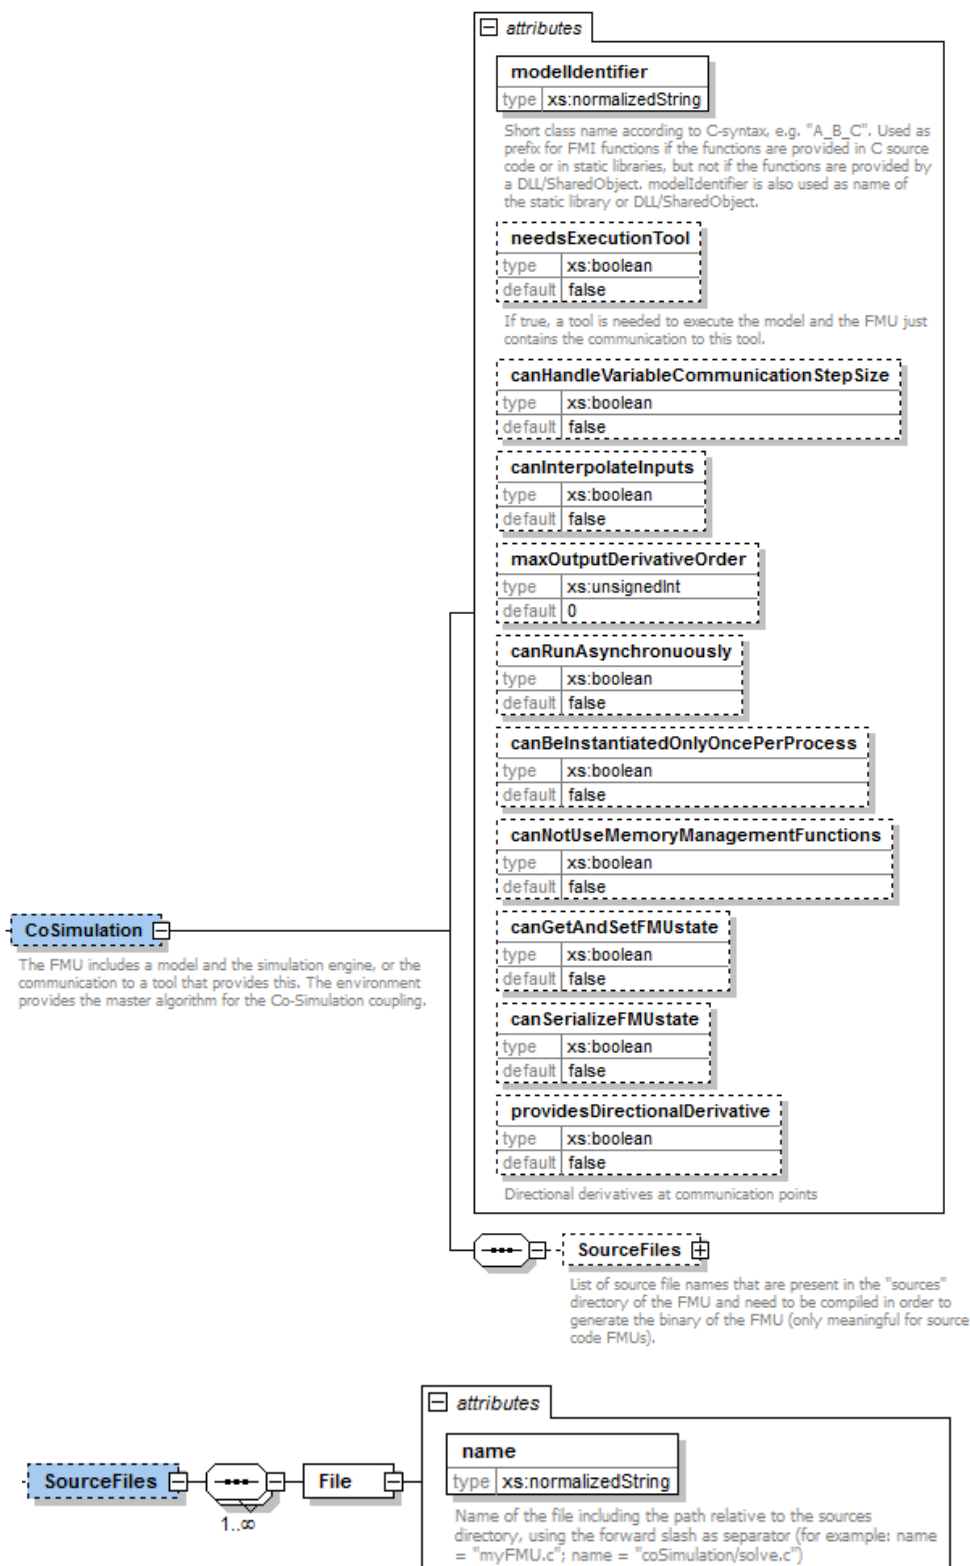 attributes
modelIdentifier
type xs:normalizedString
Short class name according to C-syntax, e.g. "A_B_C". Used as
prefix for FMI functions if the functions are provided in C source
code or in static libraries, but not if the functions are provided by
a DLL/SharedObject. modelIdentifier is also used as name of
the static library or DLL/SharedObject.
needsExecutionTool
type xs:boolean
default false
If true, a tool is needed to execute the model and the FMU just
contains the communication to this tool.
canHandleVariableCommunicationStepSize
type xs:boolean
default false
canInterpolateInputs
type xs:boolean
default false
maxOutputDerivativeOrder
type xs:unsignedInt
default 0
canRunAsynchronuously
type xs:boolean
default false
canBeInstantiatedOnlyOncePerProcess
type xs:boolean
default false
canNotUseMemoryManagementFunctions
type xs:boolean
default false
CoSimulation
The FMU includes a model and the simulation engine, or the
communication to a tool that provides this. The environment
provides the master algorithm for the Co-Simulation coupling.
canGetAndSetFMUstate
type xs:boolean
default false
canSerializeFMUstate
type xs:boolean
default false
providesDirectionalDerivative
type xs:boolean
default false
Directional derivatives at communication points
SourceFiles
List of source file names that are present in the "sources"
directory of the FMU and need to be compiled in order to
generate the binary of the FMU (only meaningful for source
code FMUs).
attributes
SourceFiles
1..∞
File
name
type xs:normalizedString
Name of the file including the path relative to the sources
directory, using the forward slash as separator (for example: name
= "myFMU.c"; name = "coSimulation/solve.c")